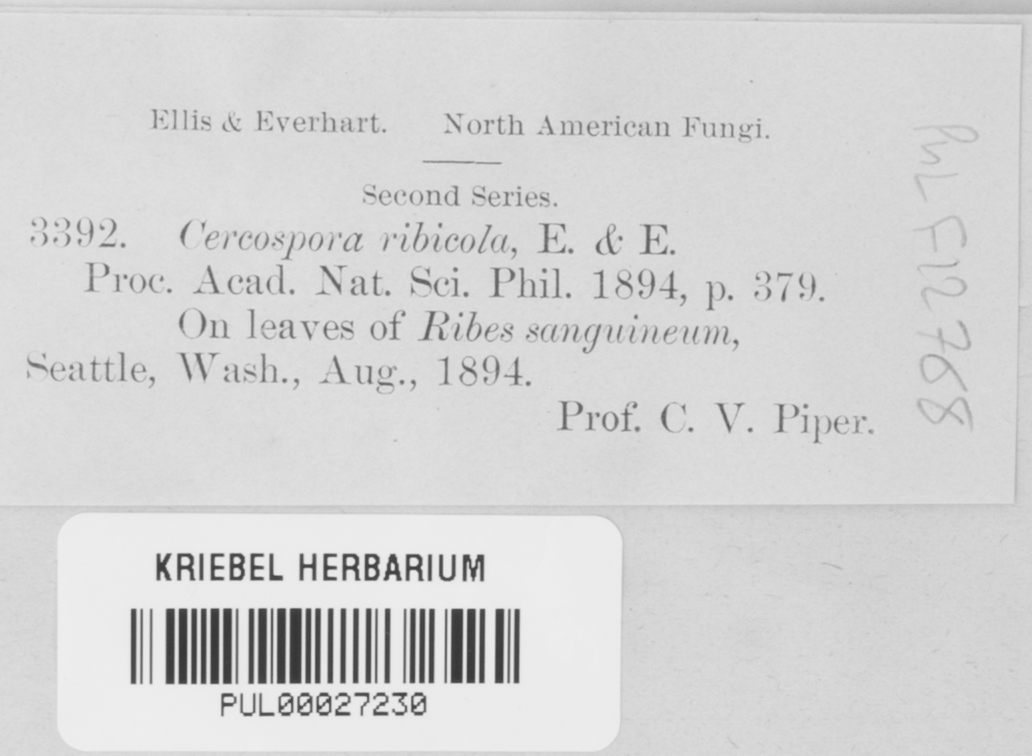 Ellis & Everhart. North American Fungi.
Second Series.
3392. Cercospora ribicola, E. & E.
Proc. Acad. Nat. Sci. Phil. 1894, p. 379.
On leaves of Ribes sanguineum,
Seattle, Wash., Aug., 1894.
Prof. C. V. Piper.
PUL F12768
KRIEBEL HERBARIUM
PUL00027230